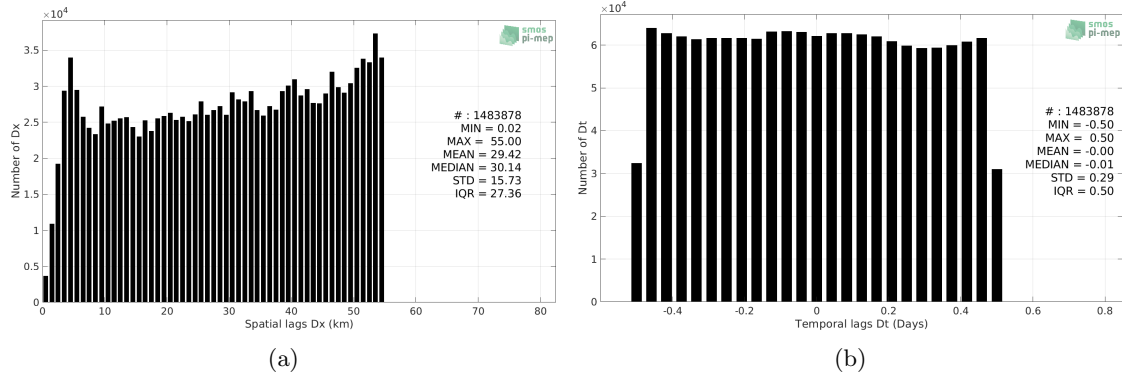 ×10⁴
3.5
3
2.5
2
1.5
1
0.5
0
Number of Dx
0 10 20 30 40 50 60 70 80
Spatial lags Dx (km)
smos
pi-mep
# : 1483878
MIN = 0.02
MAX = 55.00
MEAN = 29.42
MEDIAN = 30.14
STD = 15.73
IQR = 27.36
(a)
×10⁴
6
4
2
0
Number of Dt
-0.4 -0.2 0 0.2 0.4 0.6 0.8
Temporal lags Dt (Days)
smos
pi-mep
# : 1483878
MIN = -0.50
MAX = 0.50
MEAN = -0.00
MEDIAN = -0.01
STD = 0.29
IQR = 0.50
(b)